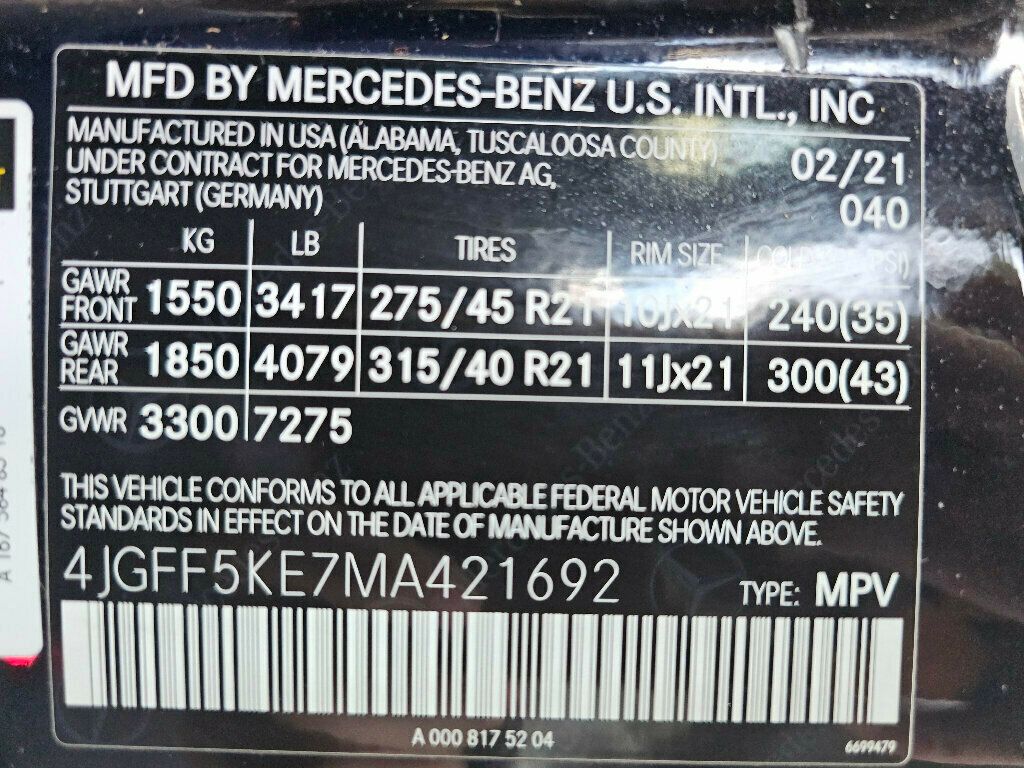 MFD BY MERCEDES-BENZ U.S. INTL., INC
MANUFACTURED IN USA (ALABAMA, TUSCALOOSA COUNTY)
UNDER CONTRACT FOR MERCEDES-BENZ AG,
STUTTGART (GERMANY)
02/21
040
KG LB TIRES RIM SIZE COLD PSI)
GAWR FRONT 1550 3417 275/45 R21 10Jx21 240(35)
GAWR REAR 1850 4079 315/40 R21 11Jx21 300(43)
GVWR 3300 7275
THIS VEHICLE CONFORMS TO ALL APPLICABLE FEDERAL MOTOR VEHICLE SAFETY
STANDARDS IN EFFECT ON THE DATE OF MANUFACTURE SHOWN ABOVE.
4JGFF5KE7MA421692 TYPE: MPV
A 000 817 52 04
6699479